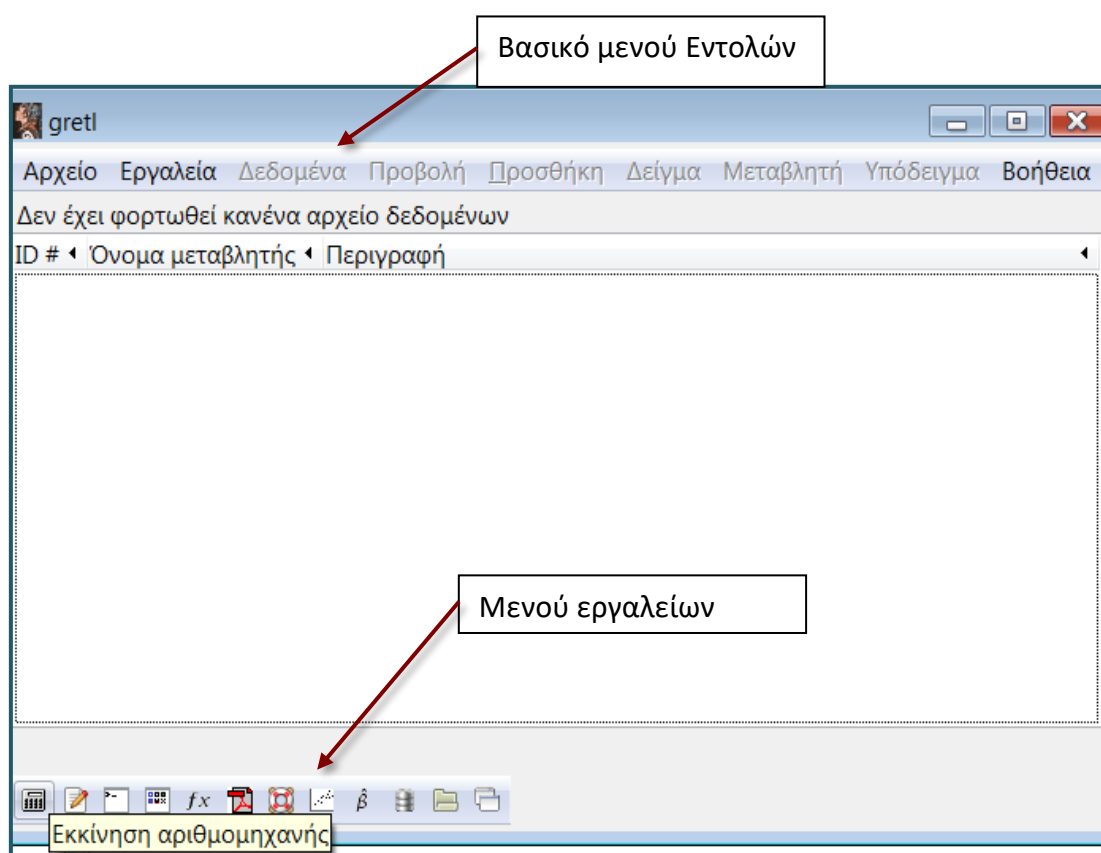 Βασικό μενού Εντολών
gretl
Αρχείο Εργαλεία Δεδομένα Προβολή Προσθήκη Δείγμα Μεταβλητή Υπόδειγμα Βοήθεια
Δεν έχει φορτωθεί κανένα αρχείο δεδομένων
ID # Όνομα μεταβλητής Περιγραφή
Μενού εργαλείων
fx β̂
Εκκίνηση αριθμομηχανής